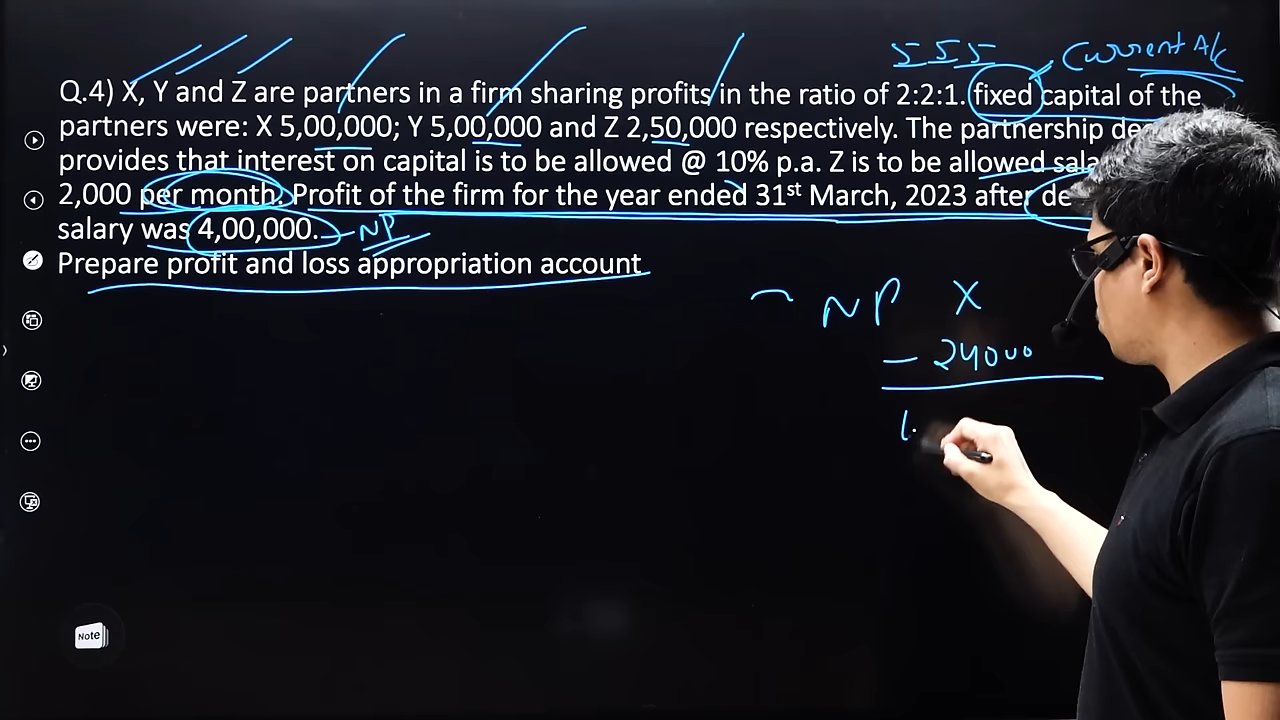 5 5 5 Current A/c
Q.4) X, Y and Z are partners in a firm sharing profits in the ratio of 2:2:1. fixed capital of the
partners were: X 5,00,000; Y 5,00,000 and Z 2,50,000 respectively. The partnership de
provides that interest on capital is to be allowed @ 10% p.a. Z is to be allowed sala
2,000 per month. Profit of the firm for the year ended 31st March, 2023 after de
salary was 4,00,000. NP
Prepare profit and loss appropriation account
NP X
- 24000
Note